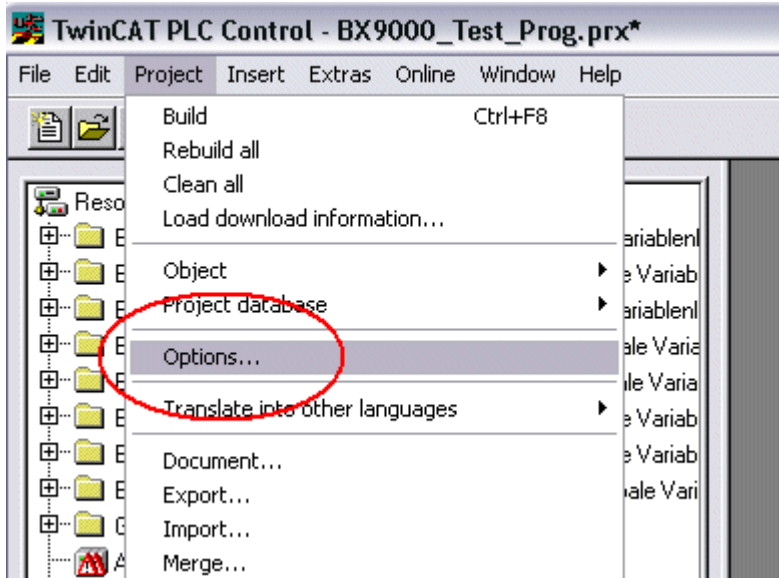 TwinCAT PLC Control - BX9000_Test_Prog.prx*
File Edit Project Insert Extras Online Window Help
Build Ctrl+F8
Rebuild all
Clean all
Load download information...
Object
Project database
Options...
Translate into other languages
Document...
Export...
Import...
Merge...